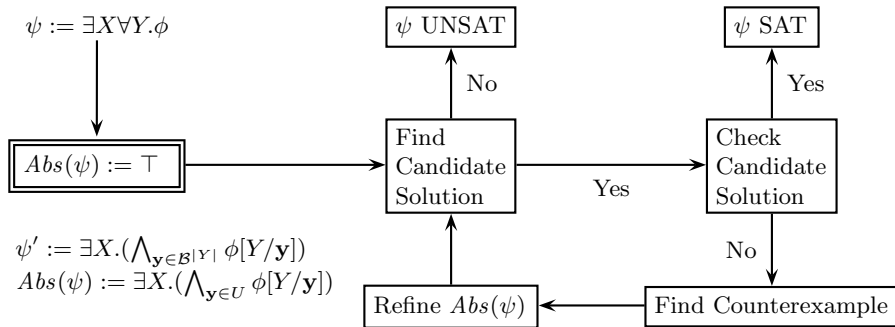 ψ := ∃X∀Y.ϕ
ψ UNSAT
ψ SAT
No
Yes
Abs(ψ) := ⊤
Find
Candidate
Solution
Yes
Check
Candidate
Solution
No
ψ′ := ∃X.(⋀_{𝐲∈ℬ^{|Y|}} ϕ[Y/𝐲])
Abs(ψ) := ∃X.(⋀_{𝐲∈U} ϕ[Y/𝐲])
Refine Abs(ψ)
Find Counterexample